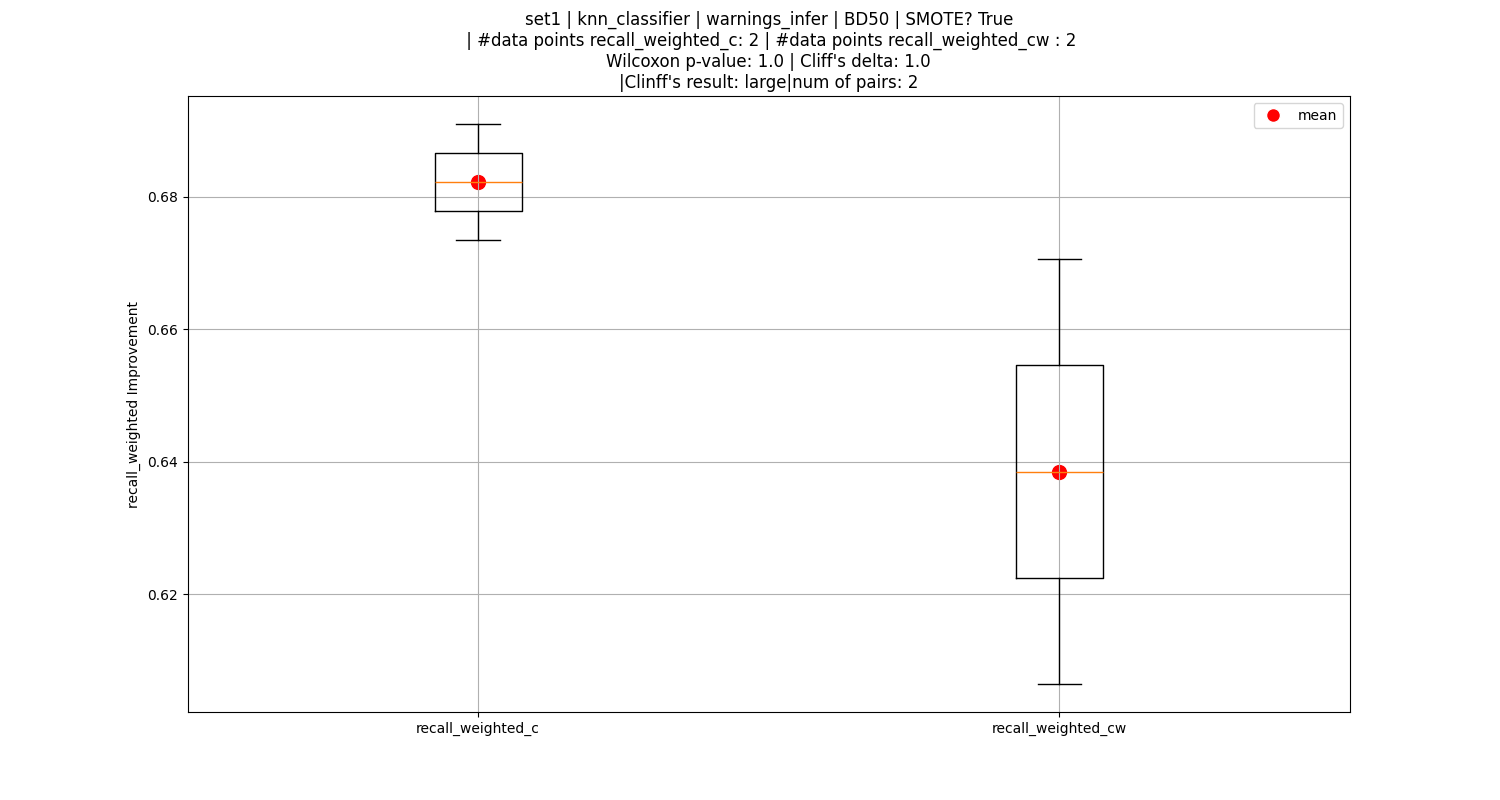 set1 | knn_classifier | warnings_infer | BD50 | SMOTE? True
| #data points recall_weighted_c: 2 | #data points recall_weighted_cw : 2
Wilcoxon p-value: 1.0 | Cliff's delta: 1.0
|Clinff's result: large|num of pairs: 2
mean
recall_weighted Improvement
0.68
0.66
0.64
0.62
recall_weighted_c
recall_weighted_cw